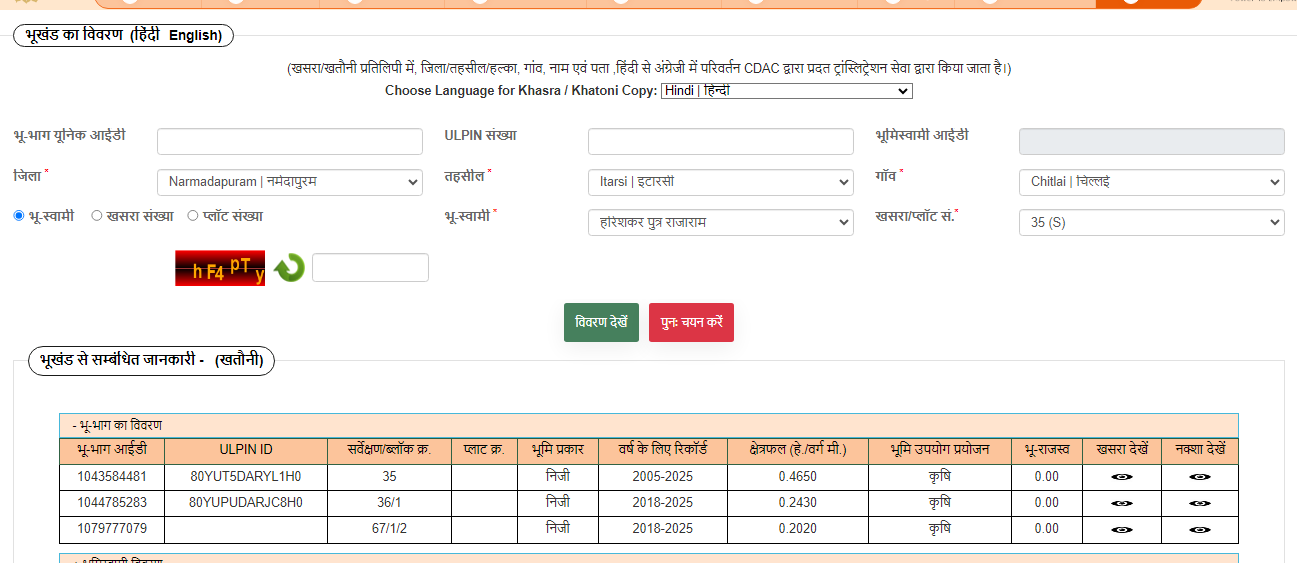 भूखंड का विवरण (हिंदी English)
(खसरा/खतौनी प्रतिलिपी में, जिला/तहसील/हल्का, गांव, नाम एवं पता ,हिंदी से अंग्रेजी में परिवर्तन CDAC द्वारा प्रदत ट्रांस्लिट्रेशन सेवा द्वारा किया जाता है।)
Choose Language for Khasra / Khatoni Copy: Hindi | हिन्दी
भू-भाग यूनिक आईडी ULPIN संख्या भूमिस्वामी आईडी
जिला * Narmadapuram | नर्मदापुरम तहसील * Itarsi | इटारसी गाँव * Chitlai | चिल्लई
भू-स्वामी खसरा संख्या प्लॉट संख्या भू-स्वामी * हरिशंकर पुत्र राजाराम खसरा/प्लॉट सं.* 35 (S)
h F4 pT y
विवरण देखें पुनः चयन करें
भूखंड से सम्बंधित जानकारी - (खतौनी)
- भू-भाग का विवरण
भू-भाग आईडी ULPIN ID सर्वेक्षण/ब्लॉक क्र. प्लाट क्र. भूमि प्रकार वर्ष के लिए रिकॉर्ड क्षेत्रफल (हे./वर्ग मी.) भूमि उपयोग प्रयोजन भू-राजस्व खसरा देखें नक्शा देखें
1043584481 80YUT5DARYL1H0 35 निजी 2005-2025 0.4650 कृषि 0.00
1044785283 80YUPUDARJC8H0 36/1 निजी 2018-2025 0.2430 कृषि 0.00
1079777079 67/1/2 निजी 2018-2025 0.2020 कृषि 0.00